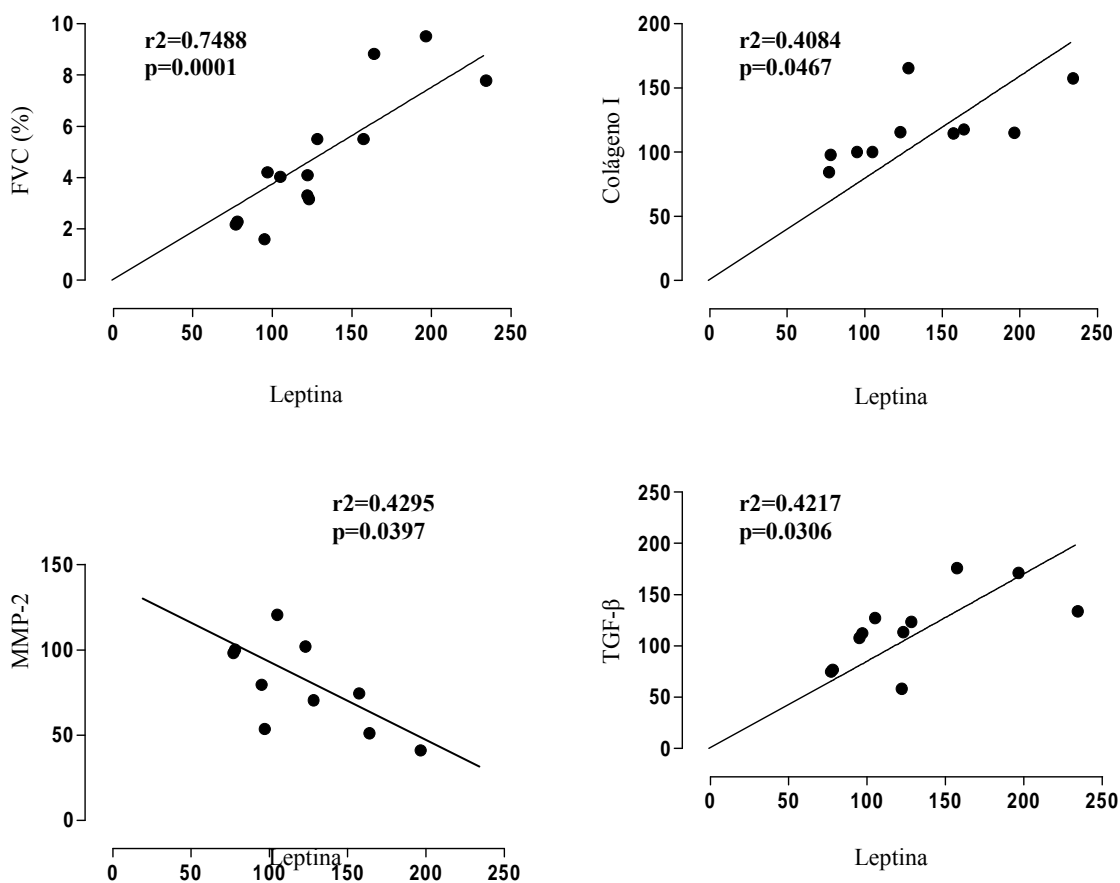 r2=0.7488
p=0.0001
FVC (%)
10
8
6
4
2
0
0 50 100 150 200 250
Leptina
r2=0.4084
p=0.0467
Colágeno I
200
150
100
50
0
0 50 100 150 200 250
Leptina
r2=0.4295
p=0.0397
MMP-2
150
100
50
0
0 50 100 150 200 250
Leptina
r2=0.4217
p=0.0306
TGF-β
250
200
150
100
50
0
0 50 100 150 200 250
Leptina